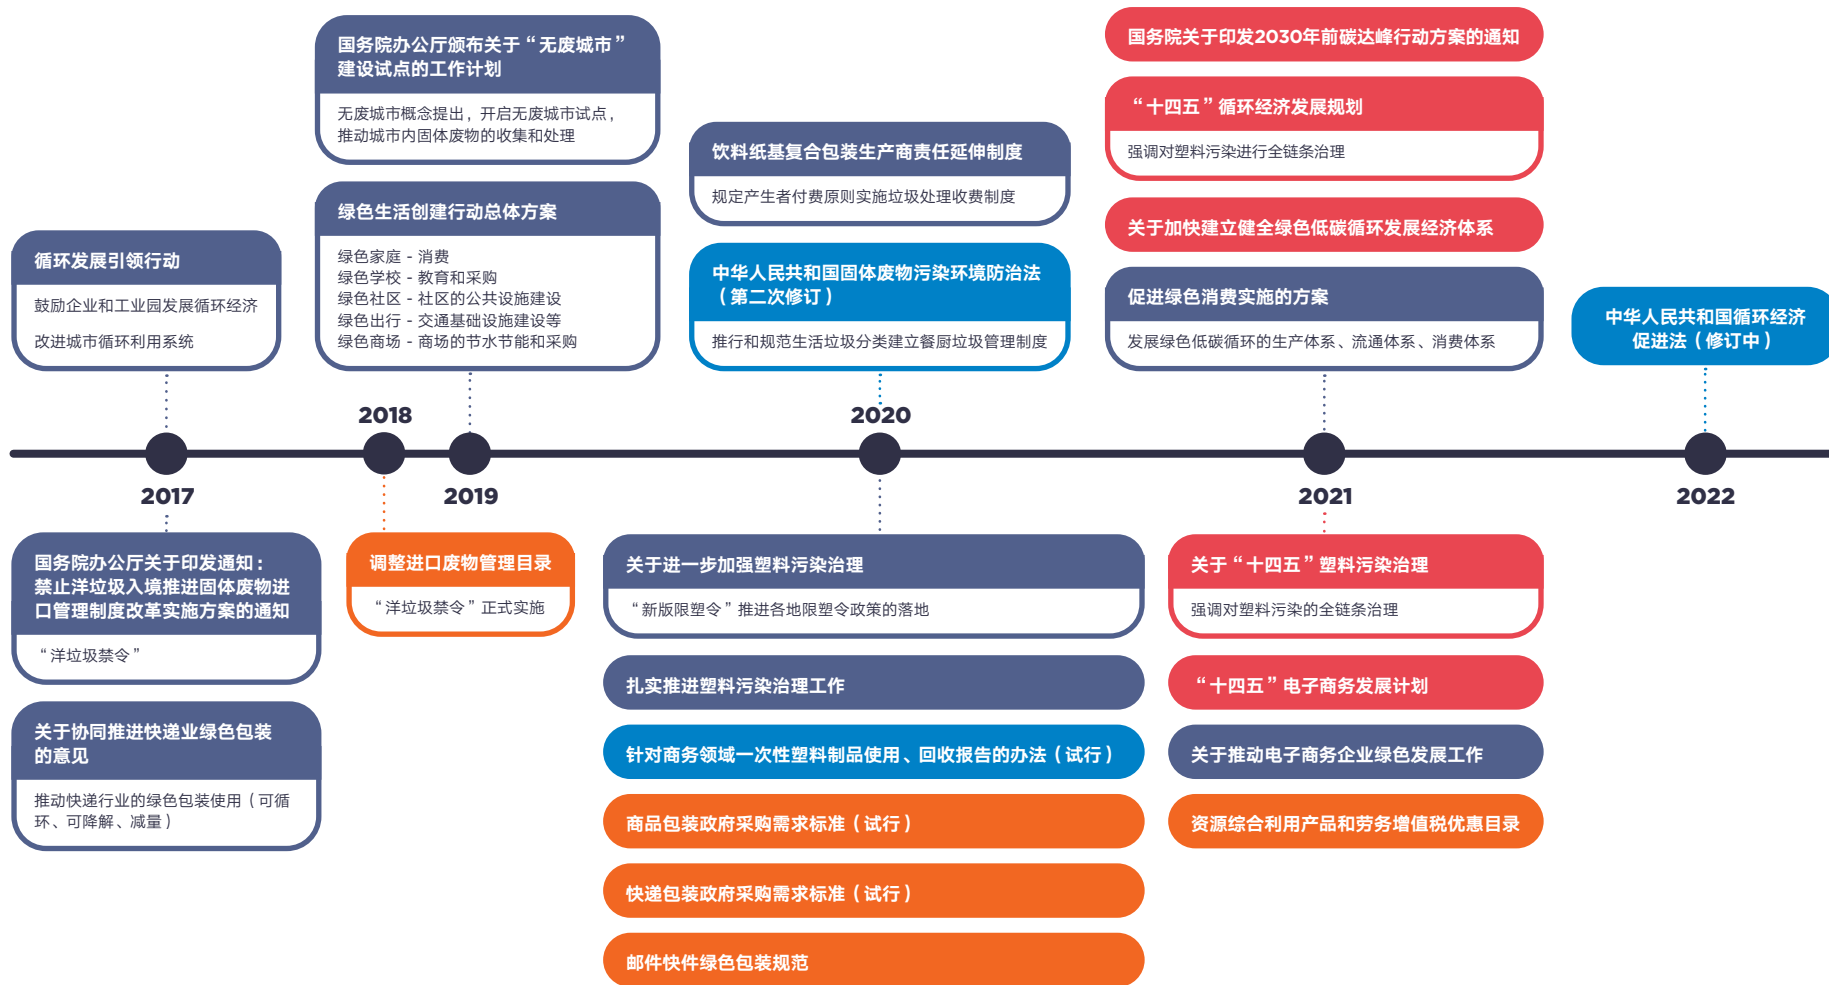 循环发展引领行动
鼓励企业和工业园发展循环经济
改进城市循环利用系统
国务院办公厅颁布关于“无废城市”
建设试点的工作计划
无废城市概念提出，开启无废城市试点，
推动城市内固体废物的收集和处理
绿色生活创建行动总体方案
绿色家庭 - 消费
绿色学校 - 教育和采购
绿色社区 - 社区的公共设施建设
绿色出行 - 交通基础设施建设等
绿色商场 - 商场的节水节能和采购
饮料纸基复合包装生产商责任延伸制度
规定产生者付费原则实施垃圾处理收费制度
中华人民共和国固体废物污染环境防治法
（第二次修订）
推行和规范生活垃圾分类建立餐厨垃圾管理制度
国务院关于印发2030年前碳达峰行动方案的通知
“十四五”循环经济发展规划
强调对塑料污染进行全链条治理
关于加快建立健全绿色低碳循环发展经济体系
促进绿色消费实施的方案
发展绿色低碳循环的生产体系、流通体系、消费体系
中华人民共和国循环经济
促进法（修订中）
2017
2018
2019
2020
2021
2022
国务院办公厅关于印发通知：
禁止洋垃圾入境推进固体废物进
口管理制度改革实施方案的通知
“洋垃圾禁令”
关于协同推进快递业绿色包装
的意见
推动快递行业的绿色包装使用（可循
环、可降解、减量）
调整进口废物管理目录
“洋垃圾禁令”正式实施
关于进一步加强塑料污染治理
“新版限塑令”推进各地限塑令政策的落地
扎实推进塑料污染治理工作
针对商务领域一次性塑料制品使用、回收报告的办法（试行）
商品包装政府采购需求标准（试行）
快递包装政府采购需求标准（试行）
邮件快件绿色包装规范
关于“十四五”塑料污染治理
强调对塑料污染的全链条治理
“十四五”电子商务发展计划
关于推动电子商务企业绿色发展工作
资源综合利用产品和劳务增值税优惠目录